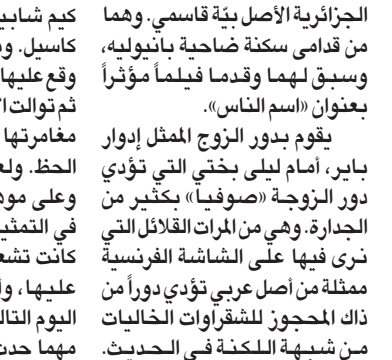 الجزائرية الأصل بيّة قاسمي. وهما
من قدامى سكنة ضاحية بانيوليه،
وسبق لهما وقدما فيلماً مؤثراً
بعنوان «اسم الناس».
يقوم بدور الزوج الممثل إدوار
باير، أمام ليلى بختي التي تؤدي
دور الزوجة «صوفيا» بكثير من
الجدارة. وهي من المرات القلائل التي
نرى فيها على الشاشة الفرنسية
ممثلة من أصل عربي تؤدي دوراً من
ذاك المحجوز للشقراوات الخاليات
من شبهة اللكنة في الحديث.
كيم شابي
كاسيل. و
وقع عليها
ثم توالت ا
مغامرتها
الحظ. ولع
وعلى مو
في التمثي
كانت تشع
عليها، وأ
اليوم التال
مهما حدث